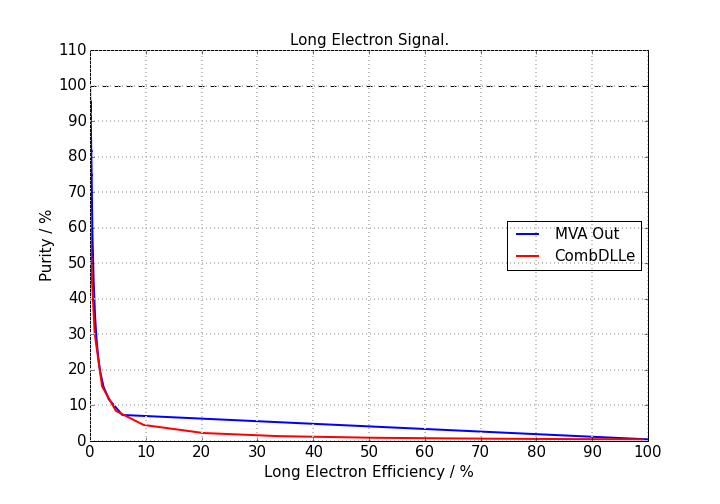 Long Electron Signal.
110
100
90
80
70
60
50
40
30
20
10
0
Purity / %
MVA Out
CombDLLe
0 10 20 30 40 50 60 70 80 90 100
Long Electron Efficiency / %